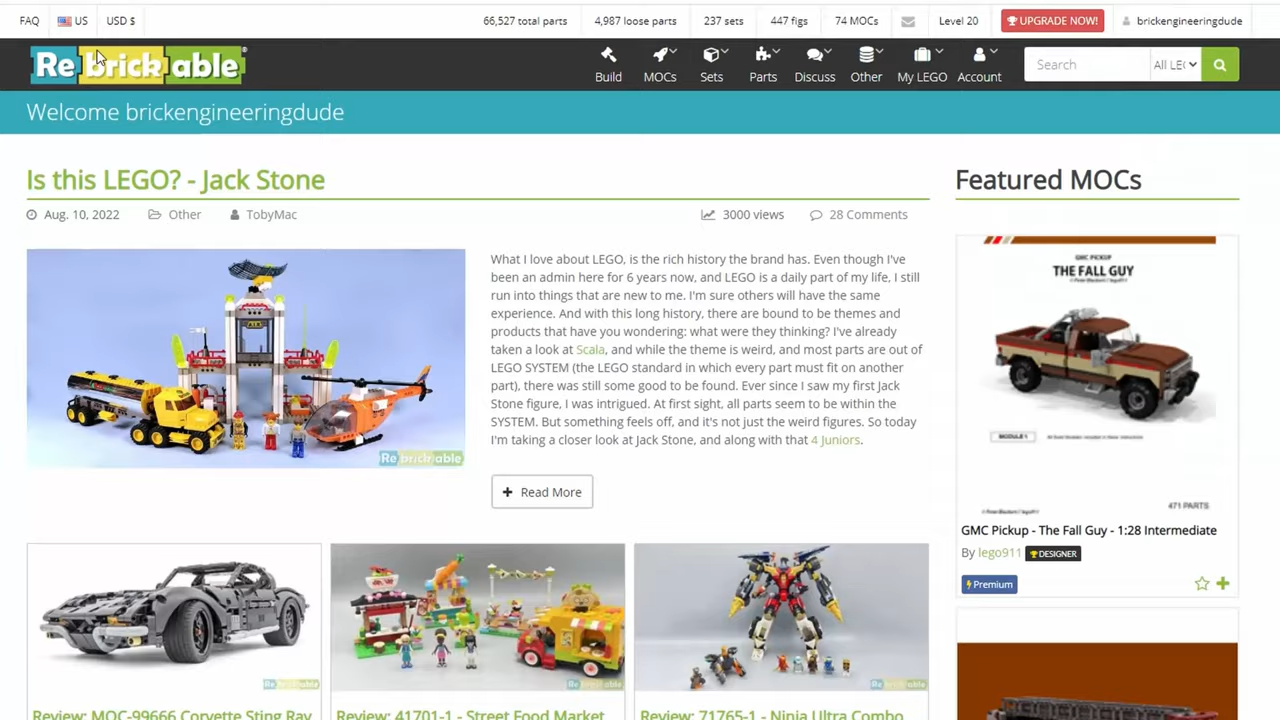 FAQ
US
USD $
66,527 total parts
4,987 loose parts
237 sets
447 figs
74 MOCs
Level 20
UPGRADE NOW!
brickengineeringdude
Rebrickable
Build
MOCs
Sets
Parts
Discuss
Other
My LEGO
Account
Search
All LE
Welcome brickengineeringdude
Is this LEGO? - Jack Stone
Aug. 10, 2022
Other
TobyMac
3000 views
28 Comments
What I love about LEGO, is the rich history the brand has. Even though I've
been an admin here for 6 years now, and LEGO is a daily part of my life, I still
run into things that are new to me. I'm sure others will have the same
experience. And with this long history, there are bound to be themes and
products that have you wondering: what were they thinking? I've already
taken a look at Scala, and while the theme is weird, and most parts are out of
LEGO SYSTEM (the LEGO standard in which every part must fit on another
part), there was still some good to be found. Ever since I saw my first Jack
Stone figure, I was intrigued. At first sight, all parts seem to be within the
SYSTEM. But something feels off, and it's not just the weird figures. So today
I'm taking a closer look at Jack Stone, and along with that 4 Juniors.
Rebrickable
Read More
Featured MOCs
GMC PICKUP
THE FALL GUY
MODULE 1
471 PARTS
GMC Pickup - The Fall Guy - 1:28 Intermediate
By lego911
DESIGNER
Premium
Rebrickable
Rebrickable
Rebrickable
Review: MOC-99666 Corvette Sting Ray
Review: 41701-1 - Street Food Market
Review: 71765-1 - Ninja Ultra Combo